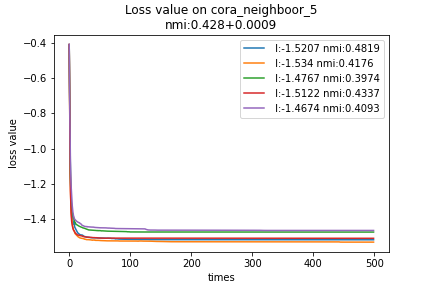 Loss value on cora_neighboor_5
nmi:0.428+0.0009
l:-1.5207 nmi:0.4819
l:-1.534 nmi:0.4176
l:-1.4767 nmi:0.3974
l:-1.5122 nmi:0.4337
l:-1.4674 nmi:0.4093
loss value
−0.4
−0.6
−0.8
−1.0
−1.2
−1.4
0 100 200 300 400 500
times